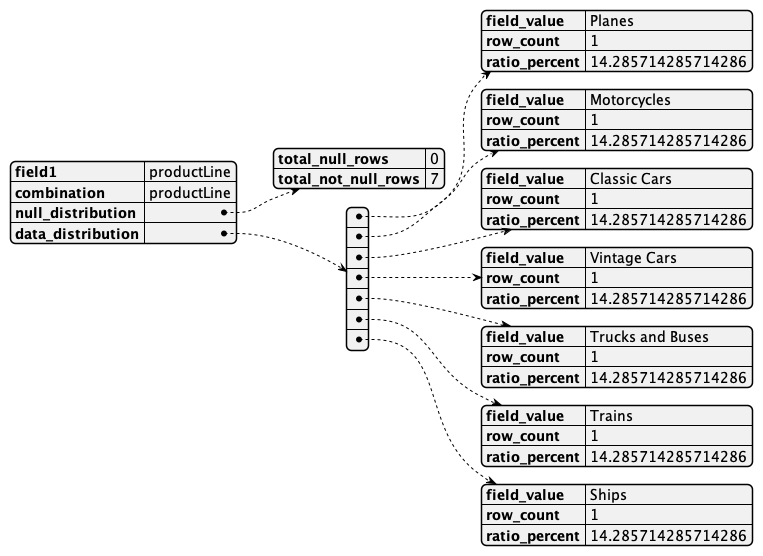 field1 productLine
combination productLine
null_distribution
data_distribution
total_null_rows 0
total_not_null_rows 7
field_value Planes
row_count 1
ratio_percent 14.285714285714286
field_value Motorcycles
row_count 1
ratio_percent 14.285714285714286
field_value Classic Cars
row_count 1
ratio_percent 14.285714285714286
field_value Vintage Cars
row_count 1
ratio_percent 14.285714285714286
field_value Trucks and Buses
row_count 1
ratio_percent 14.285714285714286
field_value Trains
row_count 1
ratio_percent 14.285714285714286
field_value Ships
row_count 1
ratio_percent 14.285714285714286